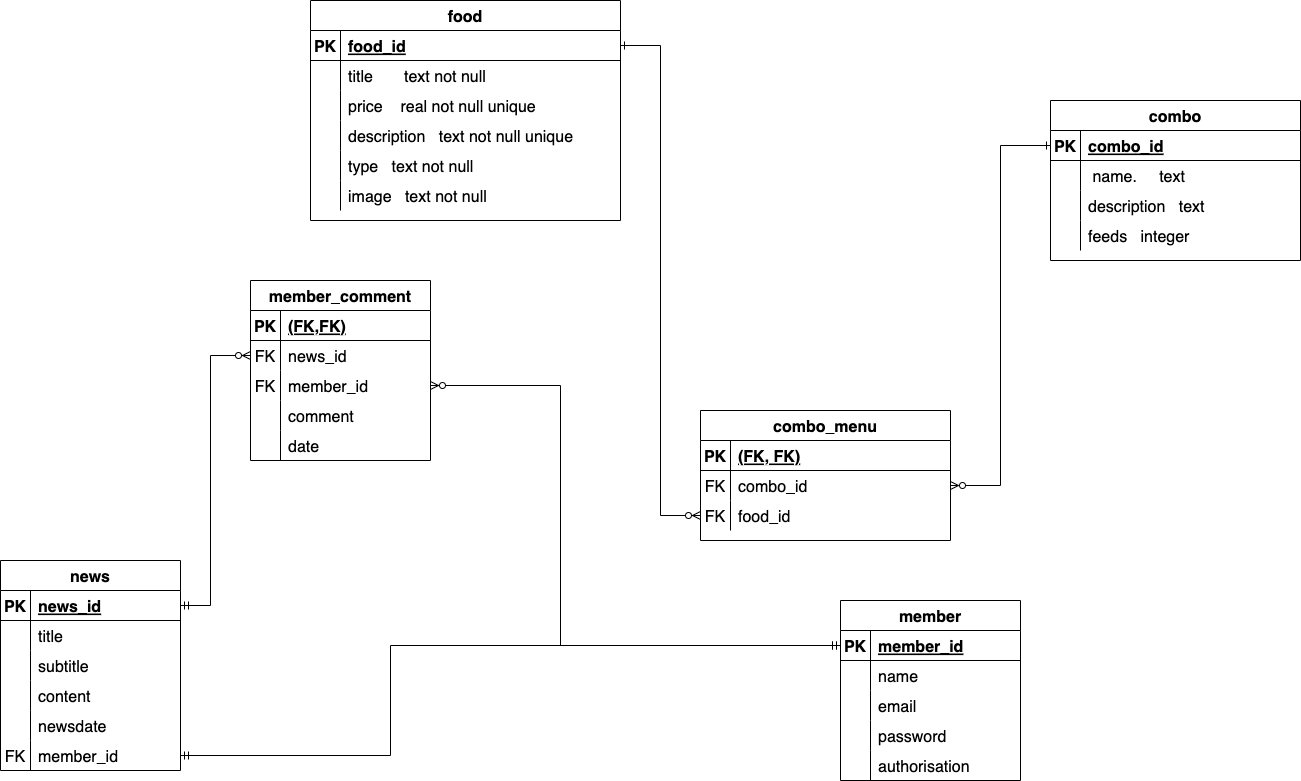 food
PK food_id
title text not null
price real not null unique
description text not null unique
type text not null
image text not null
combo
PK combo_id
name. text
description text
feeds integer
member_comment
PK (FK,FK)
FK news_id
FK member_id
comment
date
combo_menu
PK (FK, FK)
FK combo_id
FK food_id
news
PK news_id
title
subtitle
content
newsdate
FK member_id
member
PK member_id
name
email
password
authorisation